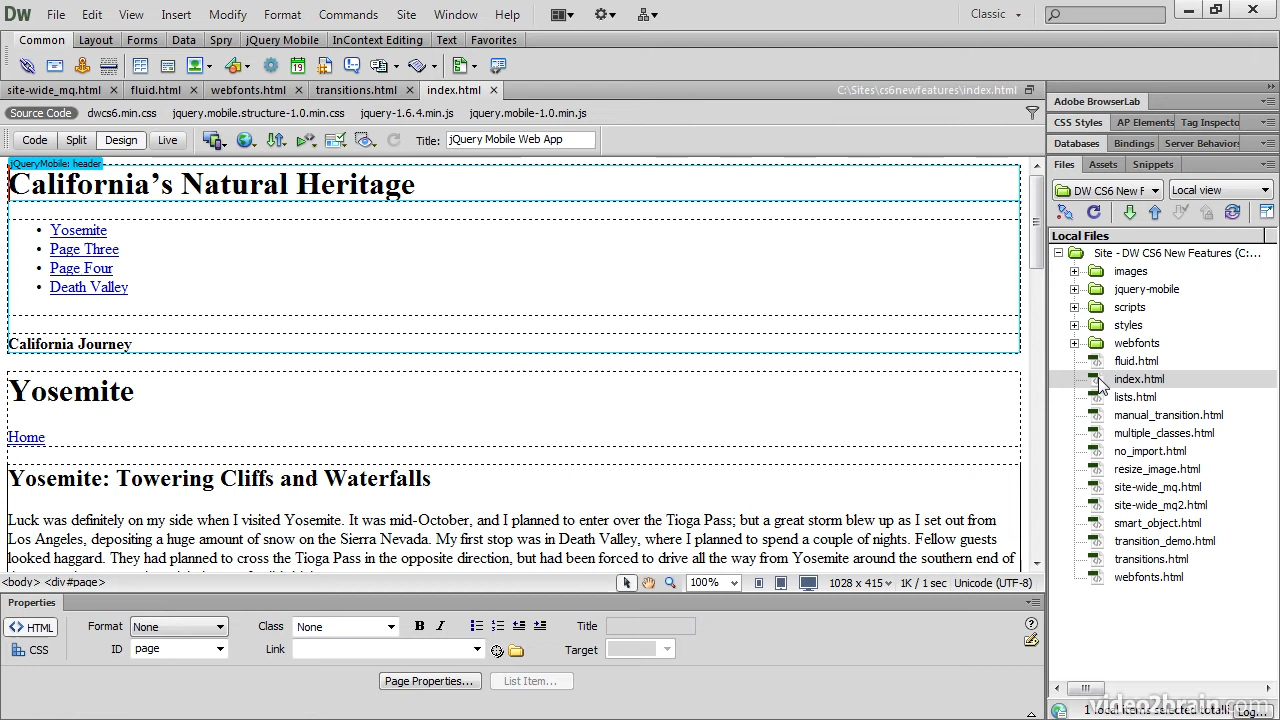 DW File Edit View Insert Modify Format Commands Site Window Help Classic
Common Layout Forms Data Spry jQuery Mobile InContext Editing Text Favorites
site-wide_mq.html fluid.html webfonts.html transitions.html index.html C:\Sites\cs6newfeatures\index.html
Source Code dwcs6.min.css jquery.mobile.structure-1.0.min.css jquery-1.6.4.min.js jquery.mobile-1.0.min.js
Code Split Design Live Title: jQuery Mobile Web App
jQueryMobile: header
California's Natural Heritage
• Yosemite
• Page Three
• Page Four
• Death Valley
California Journey
Yosemite
Home
Yosemite: Towering Cliffs and Waterfalls
Luck was definitely on my side when I visited Yosemite. It was mid-October, and I planned to enter over the Tioga Pass; but a great storm blew up as I set out from
Los Angeles, depositing a huge amount of snow on the Sierra Nevada. My first stop was in Death Valley, where I planned to spend a couple of nights. Fellow guests
looked haggard. They had planned to cross the Tioga Pass in the opposite direction, but had been forced to drive all the way from Yosemite around the southern end of
<body> <div#page> 100% 1028 x 415 1K / 1 sec Unicode (UTF-8)
Properties
HTML Format None Class None B I Title
CSS ID page Link Target
Page Properties... List Item...
Adobe BrowserLab
CSS Styles AP Elements Tag Inspecto
Databases Bindings Server Behaviors
Files Assets Snippets
DW CS6 New F Local view
Local Files
Site - DW CS6 New Features (C:...
images
jquery-mobile
scripts
styles
webfonts
fluid.html
index.html
lists.html
manual_transition.html
multiple_classes.html
no_import.html
resize_image.html
site-wide_mq.html
site-wide_mq2.html
smart_object.html
transition_demo.html
transitions.html
webfonts.html
video2brain.com
1 local items selected totalli Log...